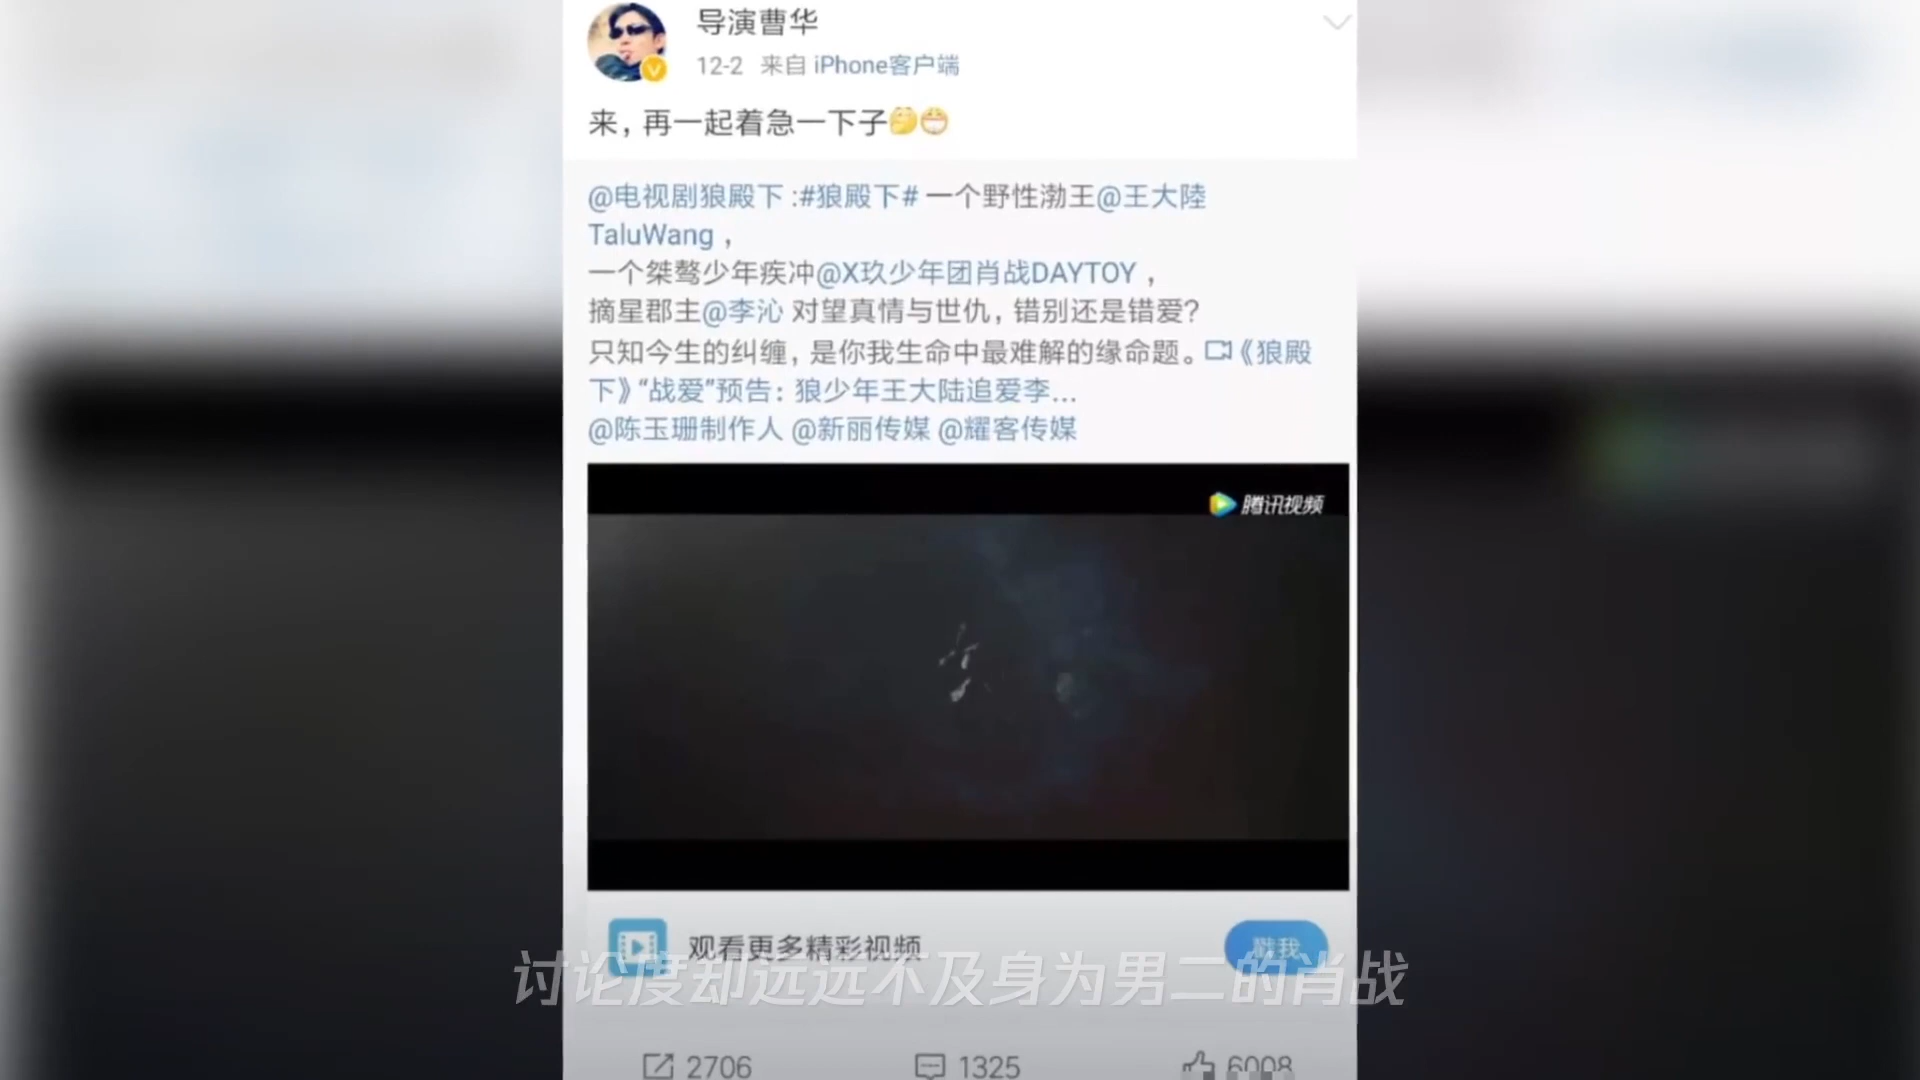 导演曹华
12-2 来自 iPhone客户端
来，再一起着急一下子
@电视剧狼殿下 :#狼殿下# 一个野性渤王@王大陸
TaluWang ，
一个桀骜少年疾冲@X玖少年团肖战DAYTOY ，
摘星郡主@李沁 对望真情与世仇，错别还是错爱?
只知今生的纠缠，是你我生命中最难解的缘命题。《狼殿
下》“战爱”预告：狼少年王大陆追爱李...
@陈玉珊制作人 @新丽传媒 @耀客传媒
腾讯视频
观看更多精彩视频
戳我
讨论度却远远不及身为男二的肖战
2706
1325
6008